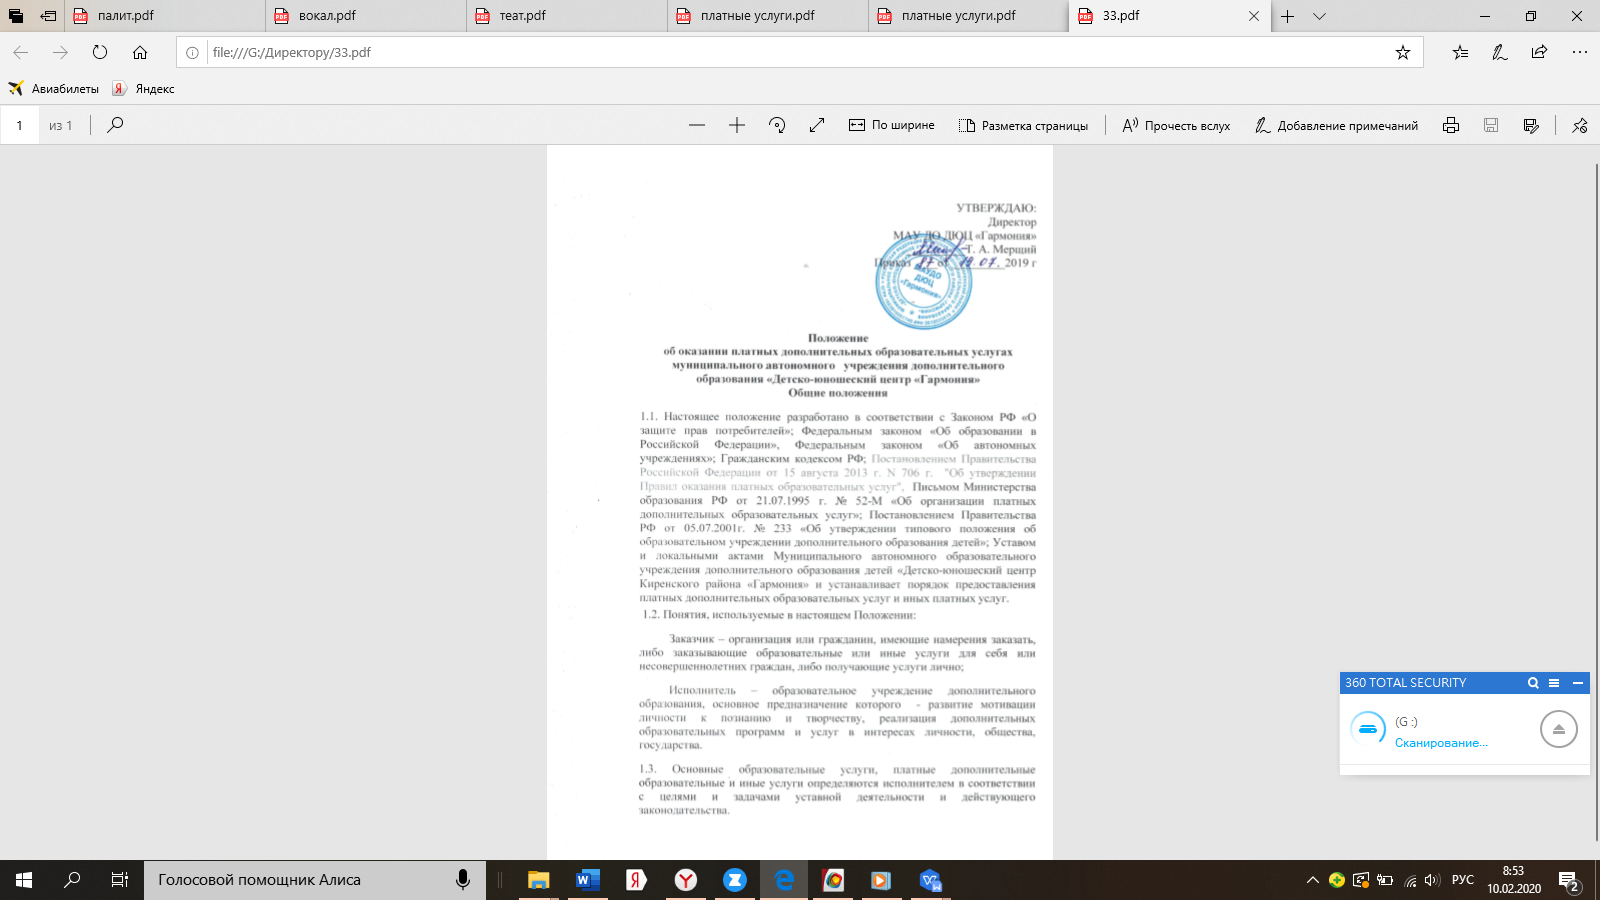 палит.pdf
вокал.pdf
теат.pdf
платные услуги.pdf
платные услуги.pdf
33.pdf
file:///G:/Директору/33.pdf
Авиабилеты
Яндекс
1 из 1
По ширине
Разметка страницы
Прочесть вслух
Добавление примечаний
УТВЕРЖДАЮ:
Директор
МАУ ДО ДЮЦ «Гармония»
Т. А. Мерщий
Приказ 87 от 19.07. 2019 г
МАУДО
ДЮЦ
«Гармония»
Положение
об оказании платных дополнительных образовательных услугах
муниципального автономного учреждения дополнительного
образования «Детско-юношеский центр «Гармония»
Общие положения
1.1. Настоящее положение разработано в соответствии с Законом РФ «О
защите прав потребителей»; Федеральным законом «Об образовании в
Российской Федерации», Федеральным законом «Об автономных
учреждениях»; Гражданским кодексом РФ; Постановлением Правительства
Российской Федерации от 15 августа 2013 г. N 706 г. "Об утверждении
Правил оказания платных образовательных услуг", Письмом Министерства
образования РФ от 21.07.1995 г. № 52-М «Об организации платных
дополнительных образовательных услуг»; Постановлением Правительства
РФ от 05.07.2001г. № 233 «Об утверждении типового положения об
образовательном учреждении дополнительного образования детей»; Уставом
и локальными актами Муниципального автономного образовательного
учреждения дополнительного образования детей «Детско-юношеский центр
Киренского района «Гармония» и устанавливает порядок предоставления
платных дополнительных образовательных услуг и иных платных услуг.
1.2. Понятия, используемые в настоящем Положении:
Заказчик – организация или гражданин, имеющие намерения заказать,
либо заказывающие образовательные или иные услуги для себя или
несовершеннолетних граждан, либо получающие услуги лично;
Исполнитель – образовательное учреждение дополнительного
образования, основное предназначение которого - развитие мотивации
личности к познанию и творчеству, реализация дополнительных
образовательных программ и услуг в интересах личности, общества,
государства.
1.3. Основные образовательные услуги, платные дополнительные
образовательные и иные услуги определяются исполнителем в соответствии
с целями и задачами уставной деятельности и действующего
законодательства.
360 TOTAL SECURITY
(G :)
Сканирование...
Голосовой помощник Алиса
РУС
8:53
10.02.2020
2